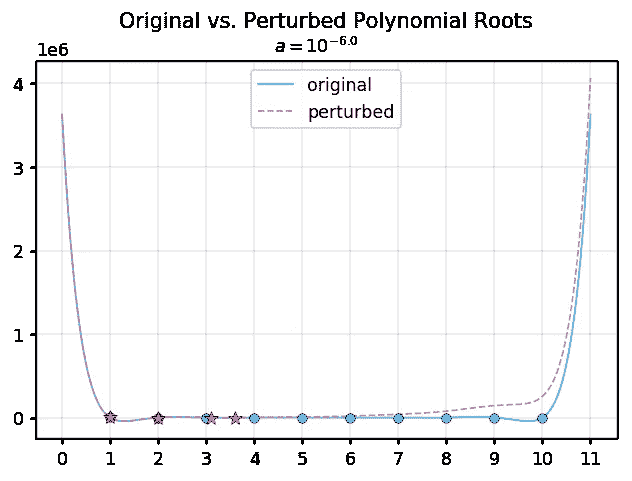 Original vs. Perturbed Polynomial Roots
a = 10^{-6.0}
1e6
original
perturbed
4
3
2
1
0
0 1 2 3 4 5 6 7 8 9 10 11